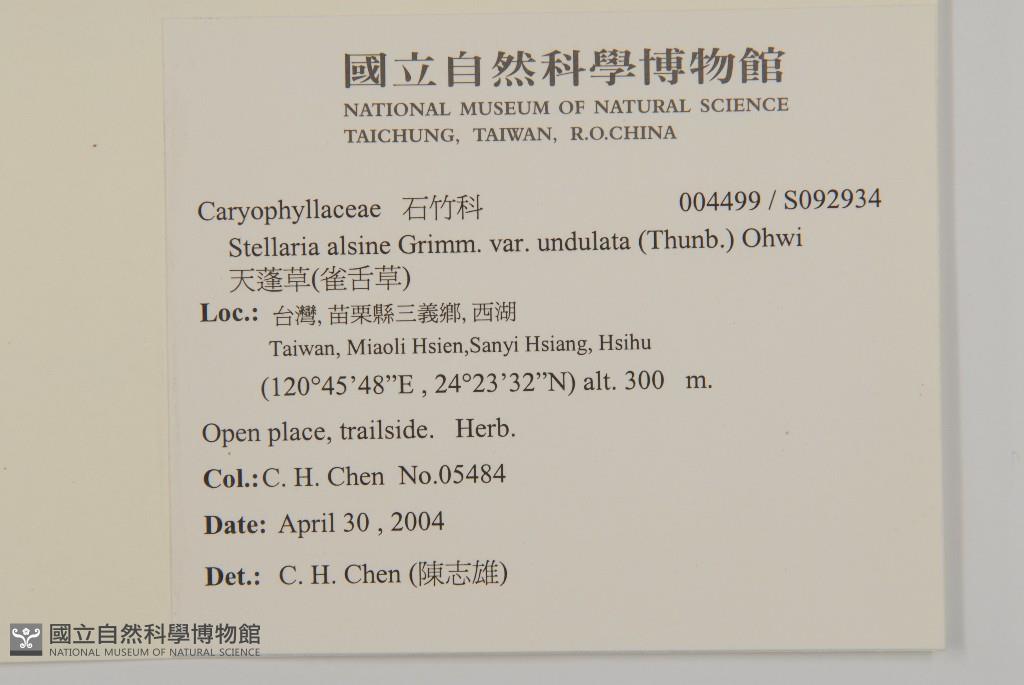 國立自然科學博物館
NATIONAL MUSEUM OF NATURAL SCIENCE
TAICHUNG, TAIWAN, R.O.CHINA
Caryophyllaceae 石竹科 004499 / S092934
Stellaria alsine Grimm. var. undulata (Thunb.) Ohwi
天蓬草(雀舌草)
Loc.: 台灣, 苗栗縣三義鄉, 西湖
Taiwan, Miaoli Hsien,Sanyi Hsiang, Hsihu
(120°45’48”E , 24°23’32”N) alt. 300 m.
Open place, trailside. Herb.
Col.:C. H. Chen No.05484
Date: April 30 , 2004
Det.: C. H. Chen (陳志雄)
國立自然科學博物館
NATIONAL MUSEUM OF NATURAL SCIENCE